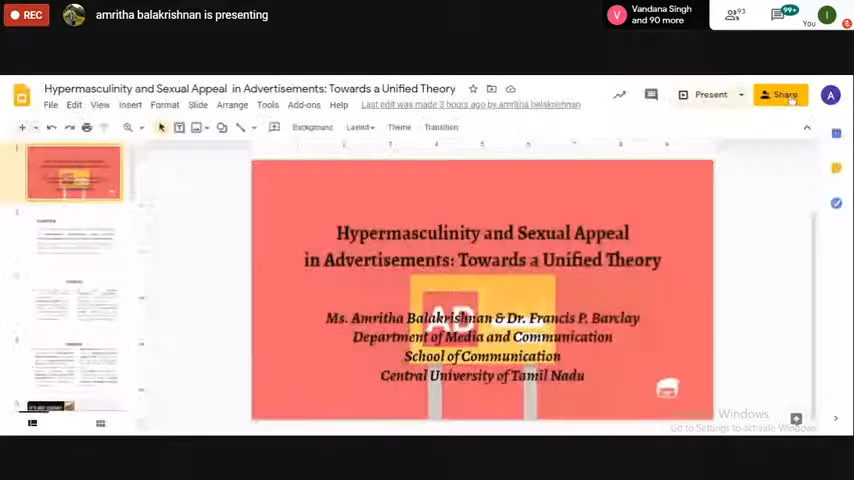 REC
amritha balakrishnan is presenting
V
Vandana Singh
and 90 more
93
99+
You
I
Hypermasculinity and Sexual Appeal in Advertisements: Towards a Unified Theory
File Edit View Insert Format Slide Arrange Tools Add-ons Help Last edit was made 3 hours ago by amritha balakrishnan
Present
Share
A
Background Layout Theme Transition
Hypermasculinity and Sexual Appeal
in Advertisements: Towards a Unified Theory
AD
Ms. Amritha Balakrishnan & Dr. Francis P. Barclay
Department of Media and Communication
School of Communication
Central University of Tamil Nadu
Activate Windows
Go to Settings to activate Windows.